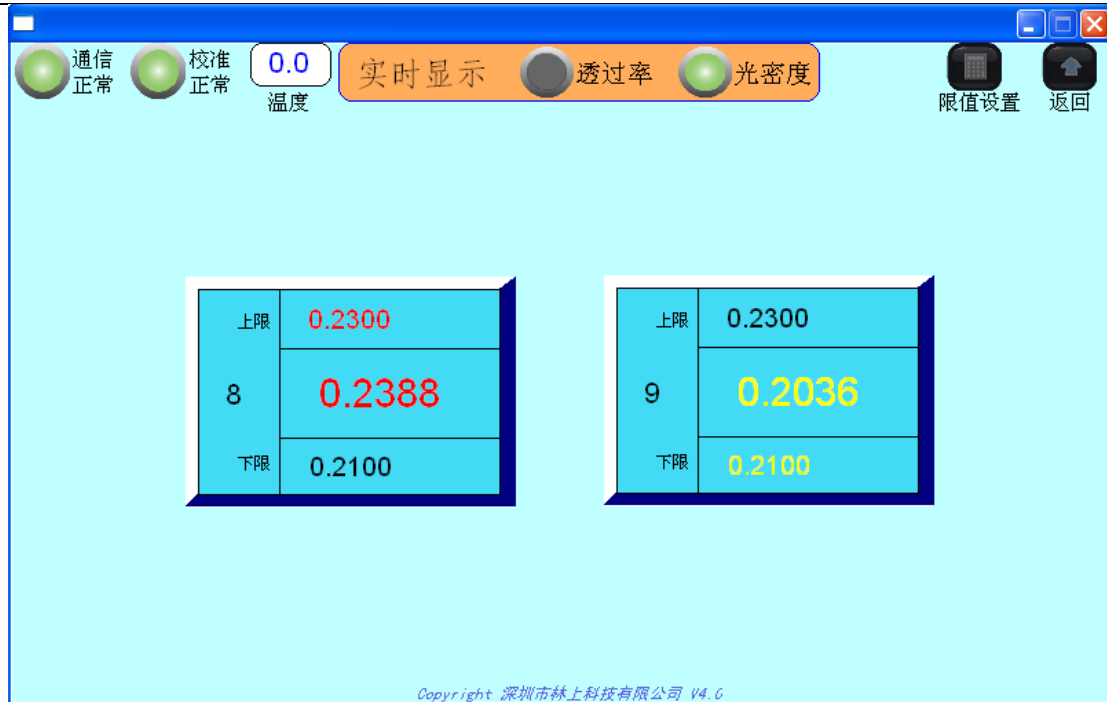 通信
正常
校准
正常
0.0
温度
实时显示
透过率
光密度
限值设置
返回
上限
0.2300
8
0.2388
下限
0.2100
上限
0.2300
9
0.2036
下限
0.2100
Copyright 深圳市林上科技有限公司